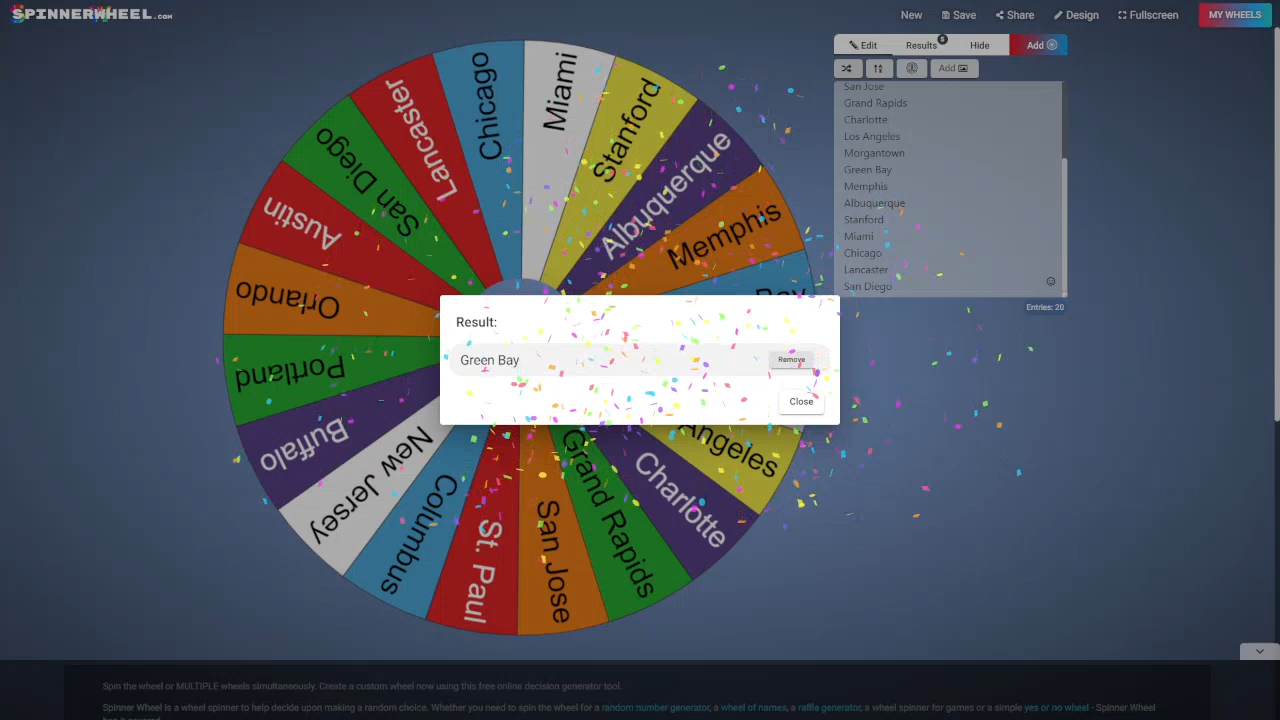 SPINNERWHEEL.COM
New
Save
Share
Design
Fullscreen
MY WHEELS
Edit
Results
Hide
Add
Add
San Jose
Grand Rapids
Charlotte
Los Angeles
Morgantown
Green Bay
Memphis
Albuquerque
Stanford
Miami
Chicago
Lancaster
San Diego
Entries: 20
Miami
Stanford
Albuquerque
Memphis
Bay
Angeles
Charlotte
Grand Rapids
San Jose
St. Paul
Columbus
New Jersey
Buffalo
Portland
Orlando
Austin
San Diego
Lancaster
Chicago
Result:
Green Bay
Remove
Close
Spin the wheel or MULTIPLE wheels simultaneously. Create a custom wheel now using this free online decision generator tool.
Spinner Wheel is a wheel spinner to help decide upon making a random choice. Whether you need to spin the wheel for a random number generator, a wheel of names, a raffle generator, a wheel spinner for games or a simple yes or no wheel - Spinner Wheel
has it covered